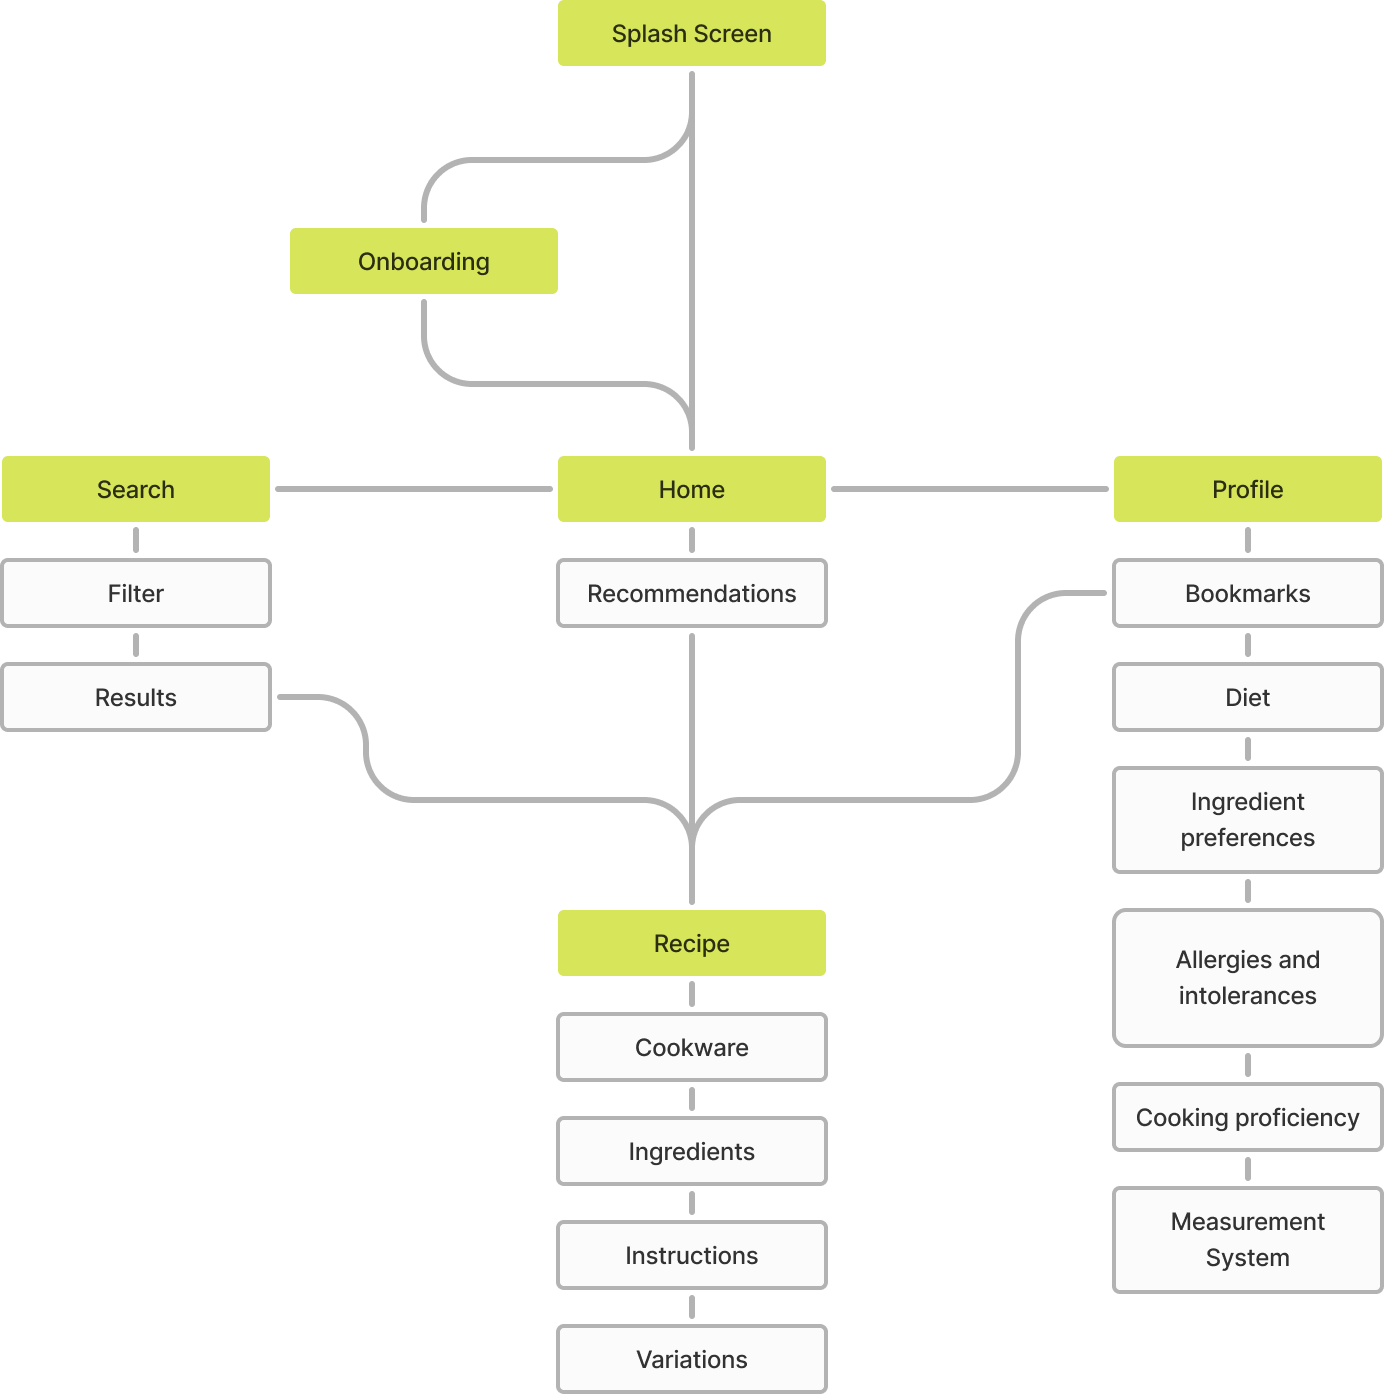 Splash Screen
Onboarding
Search
Home
Profile
Filter
Recommendations
Bookmarks
Results
Diet
Ingredient
preferences
Allergies and
intolerances
Cooking proficiency
Measurement
System
Recipe
Cookware
Ingredients
Instructions
Variations